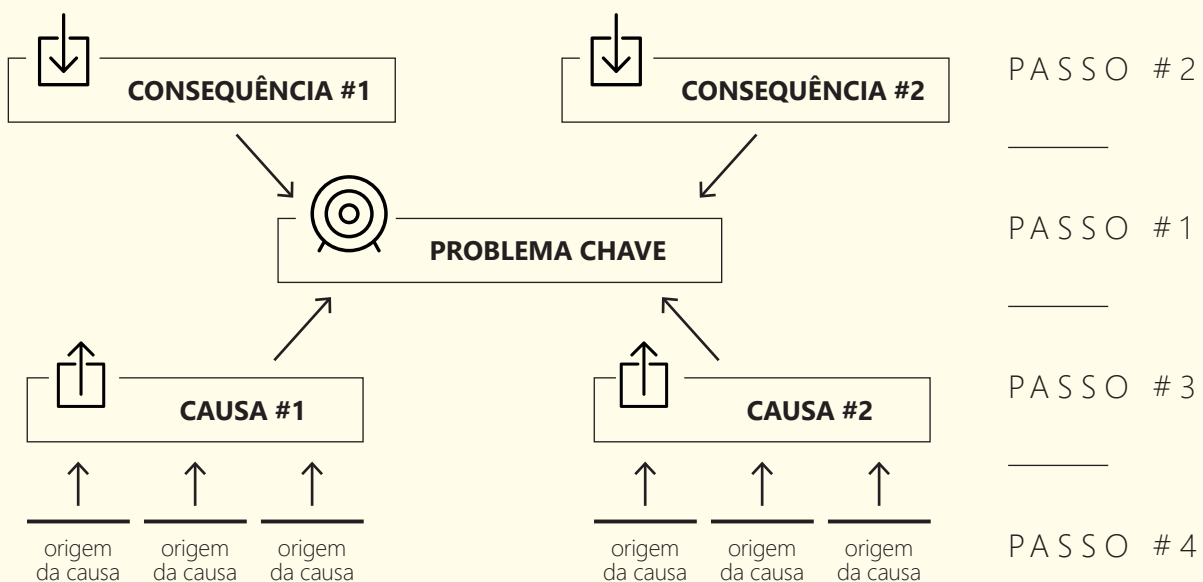 CONSEQUÊNCIA #1
CONSEQUÊNCIA #2
PASSO #2
PROBLEMA CHAVE
PASSO #1
CAUSA #1
CAUSA #2
PASSO #3
origem
da causa
origem
da causa
origem
da causa
origem
da causa
origem
da causa
origem
da causa
PASSO #4